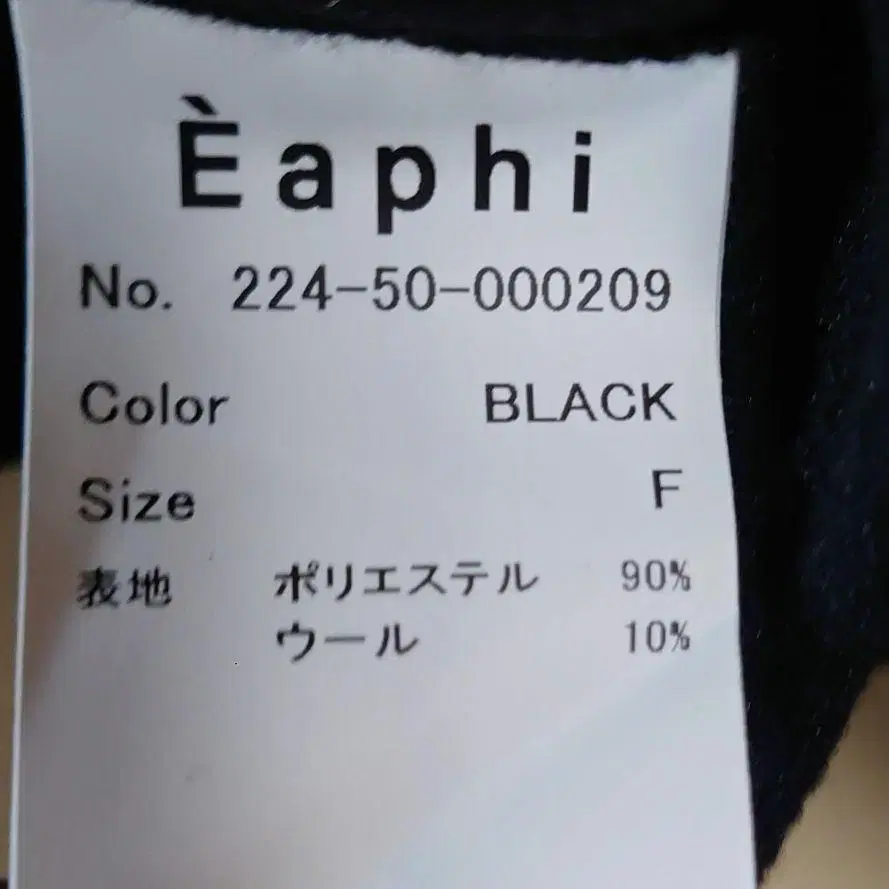 Èaphi
No. 224-50-000209
Color BLACK
Size F
表地 ポリエステル 90%
ウール 10%